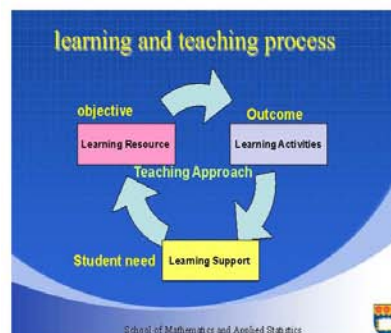 learning and teaching process
objective
Outcome
Learning Resource
Learning Activities
Teaching Approach
Student need
Learning Support
School of Mathematics and Applied Statistics